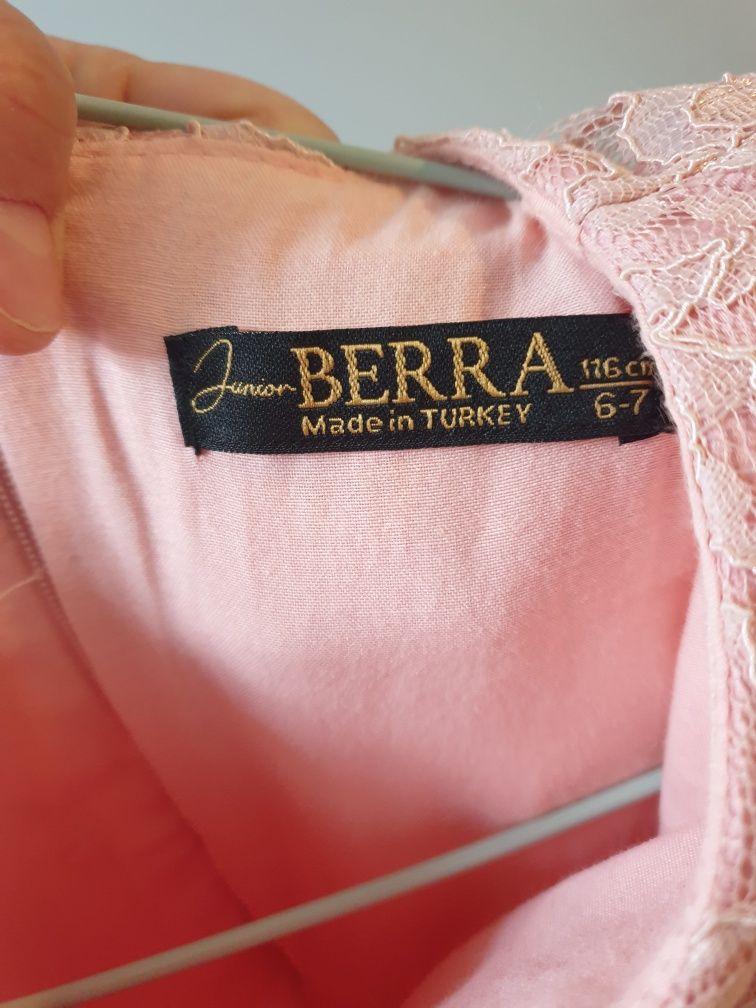 Junior BERRA
Made in TURKEY
116 cm
6-7